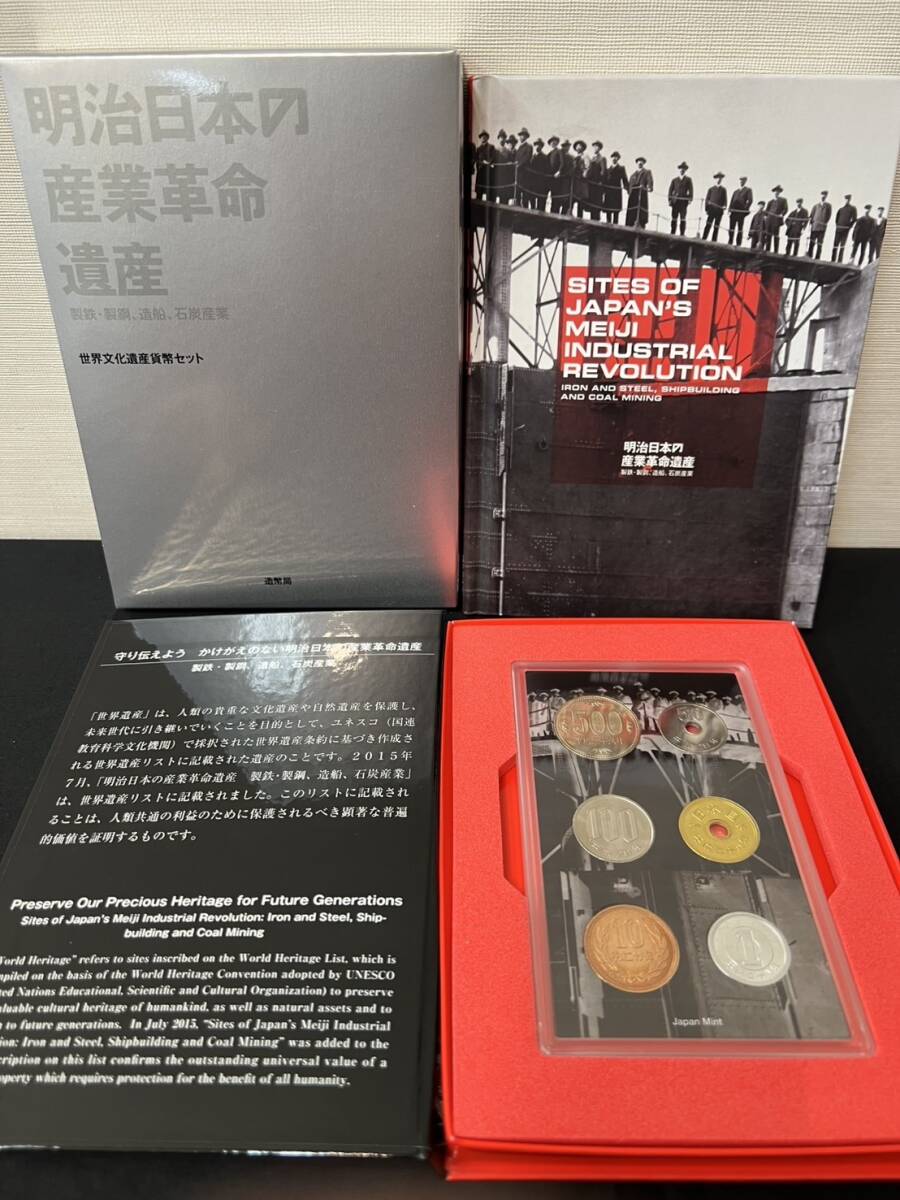 明治日本の
産業革命
遺産
製鉄・製鋼、造船、石炭産業
世界文化遺産貨幣セット
造幣局
SITES OF
JAPAN'S
MEIJI
INDUSTRIAL
REVOLUTION
IRON AND STEEL, SHIPBUILDING
AND COAL MINING
明治日本の
産業革命遺産
製鉄・製鋼、造船、石炭産業
守り伝えよう かけがえのない明治日本の産業革命遺産
製鉄・製鋼、造船、石炭産業
「世界遺産」は、人類の貴重な文化遺産や自然遺産を保護し、
未来世代に引き継いでいくことを目的として、ユネスコ（国連
教育科学文化機関）で採択された世界遺産条約に基づき作成さ
れる世界遺産リストに記載された遺産のことです。２０１５年
７月、「明治日本の産業革命遺産 製鉄・製鋼、造船、石炭産業」
は、世界遺産リストに記載されました。このリストに記載され
ることは、人類共通の利益のために保護されるべき顕著な普遍
的価値を証明するものです。
Preserve Our Precious Heritage for Future Generations
Sites of Japan's Meiji Industrial Revolution: Iron and Steel, Ship-
building and Coal Mining
World Heritage" refers to sites inscribed on the World Heritage List, which is
mpiled on the basis of the World Heritage Convention adopted by UNESCO
ted Nations Educational, Scientific and Cultural Organization) to preserve
aluable cultural heritage of humankind, as well as natural assets and to
n to future generations. In July 2015, "Sites of Japan's Meiji Industrial
ion: Iron and Steel, Shipbuilding and Coal Mining" was added to the
cription on this list confirms the outstanding universal value of a
operty which requires protection for the benefit of all humanity.
500
50
100
10
1
Japan Mint